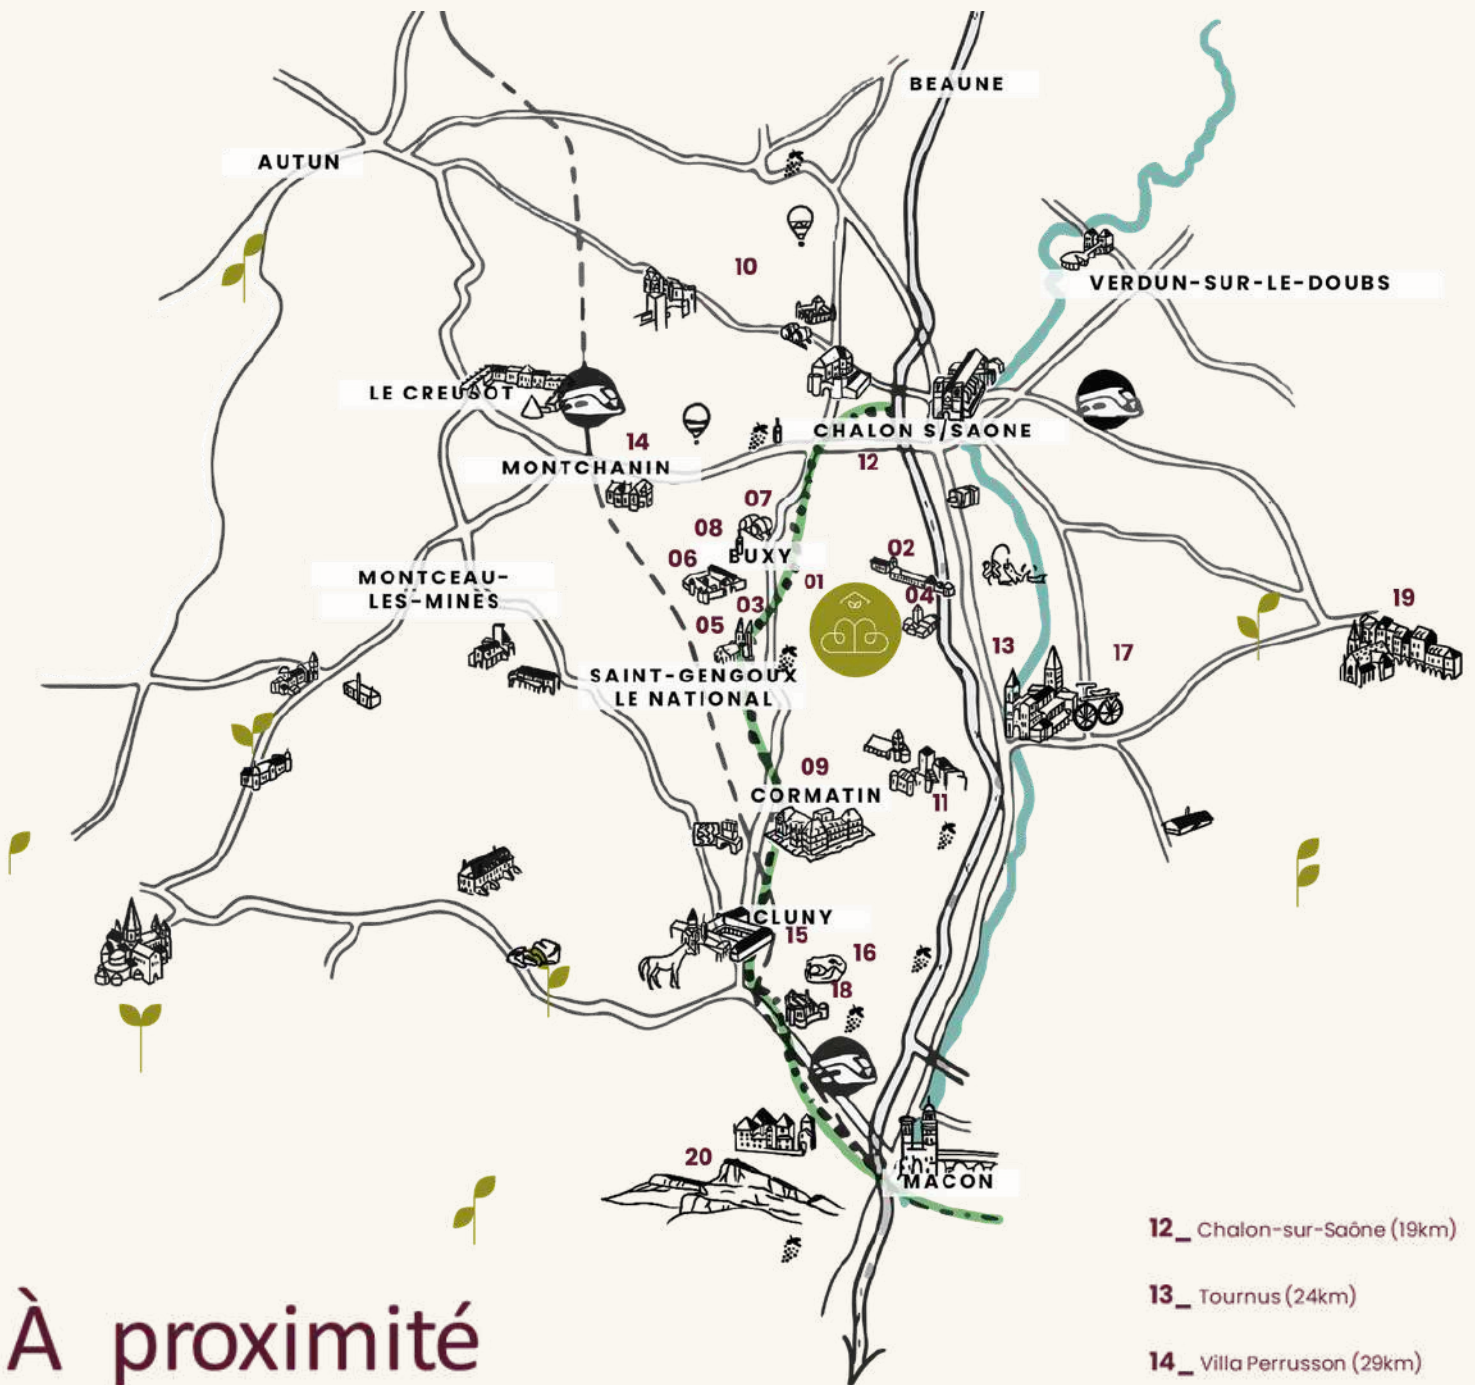 BEAUNE
AUTUN
10
VERDUN-SUR-LE-DOUBS
LE CREUSOT
14
CHALON S/SAONE
MONTCHANIN
12
07
08
BUXY
02
06
01
MONTCEAU-
LES-MINES
04
03
19
05
13
17
SAINT-GENGOUX
LE NATIONAL
09
CORMATIN
11
CLUNY
15
16
18
20
MACON
12_ Chalon-sur-Saône (19km)
13_ Tournus (24km)
14_ Villa Perrusson (29km)
À proximité